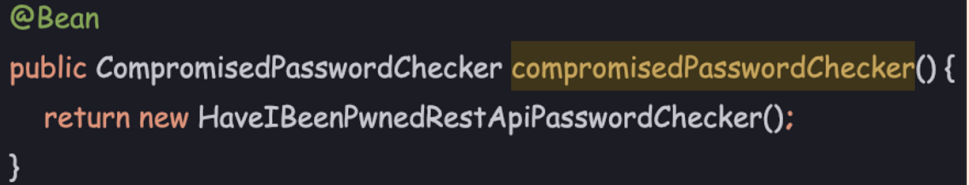 @Bean
public CompromisedPasswordChecker compromisedPasswordChecker() {
    return new HaveIBeenPwnedRestApiPasswordChecker();
}